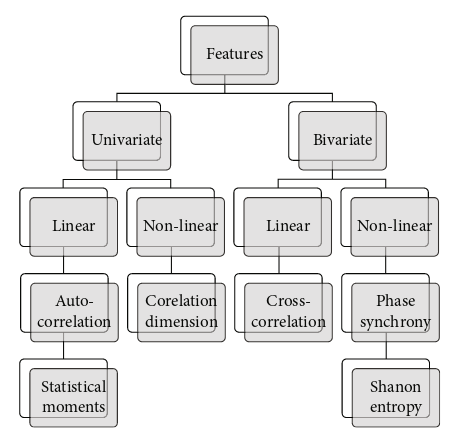 Features
Univariate
Bivariate
Linear
Non-linear
Linear
Non-linear
Auto-
correlation
Corelation
dimension
Cross-
correlation
Phase
synchrony
Statistical
moments
Shanon
entropy